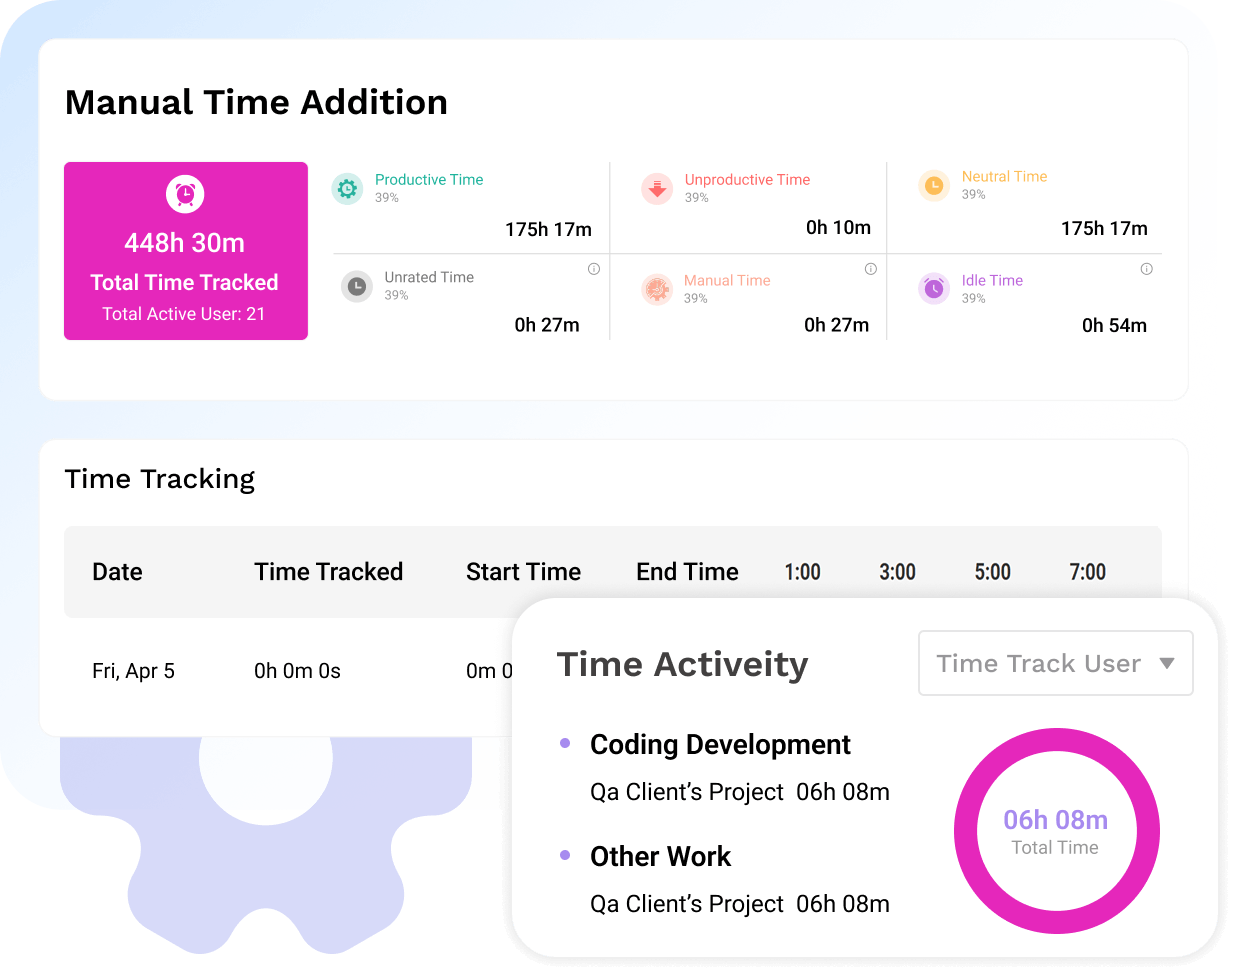 Manual Time Addition
448h 30m
Total Time Tracked
Total Active User: 21
Productive Time
39%
175h 17m
Unproductive Time
39%
0h 10m
Neutral Time
39%
175h 17m
Unrated Time
39%
0h 27m
Manual Time
39%
0h 27m
Idle Time
39%
0h 54m
Time Tracking
Date Time Tracked Start Time End Time 1:00 3:00 5:00 7:00
Fri, Apr 5 0h 0m 0s 0m 0
Time Activeity
Time Track User
Coding Development
Qa Client’s Project 06h 08m
Other Work
Qa Client’s Project 06h 08m
06h 08m
Total Time